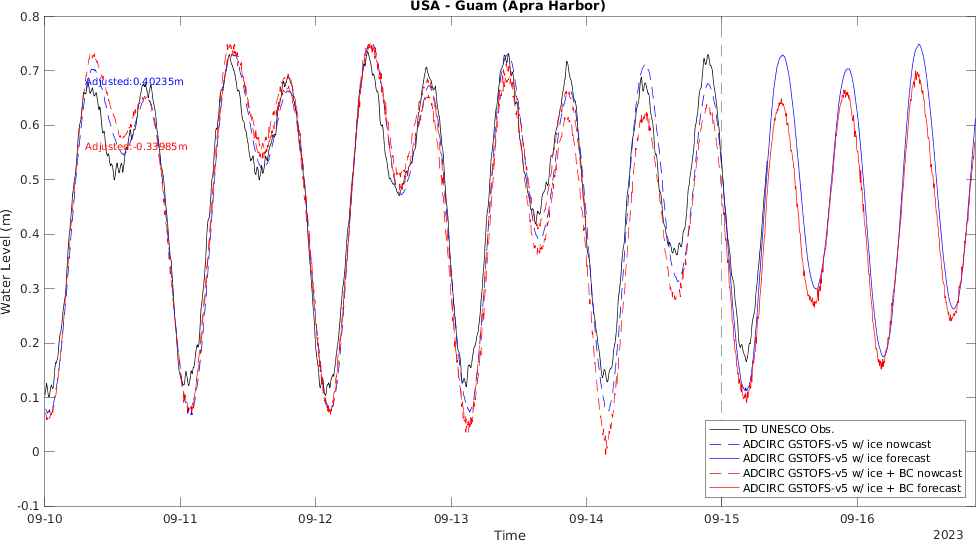 USA - Guam (Apra Harbor)
0.8
0.7
0.6
0.5
0.4
0.3
0.2
0.1
0
-0.1
Water Level (m)
Adjusted:0.40235m
Adjusted:-0.33985m
TD UNESCO Obs.
ADCIRC GSTOFS-v5 w/ ice nowcast
ADCIRC GSTOFS-v5 w/ ice forecast
ADCIRC GSTOFS-v5 w/ ice + BC nowcast
ADCIRC GSTOFS-v5 w/ ice + BC forecast
09-10 09-11 09-12 09-13 09-14 09-15 09-16
Time
2023